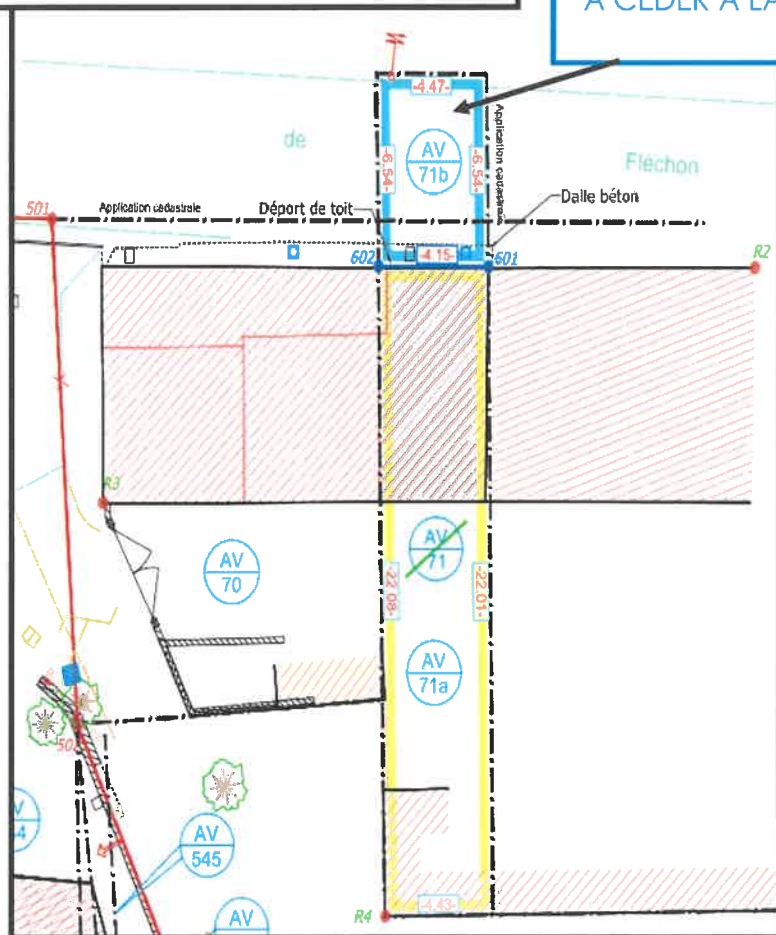 A CÉDER À LA
-4.47-
Application cadastrale
de
AV
71b
-6.54-
-6.54-
Fléchon
501
Application cadastrale
Départ de toit
Dalle béton
602
-4.15-
601
R2
R3
AV
70
AV
71
-22.08-
-22.01-
AV
71a
502
AV
545
AV
R4
-4.43-